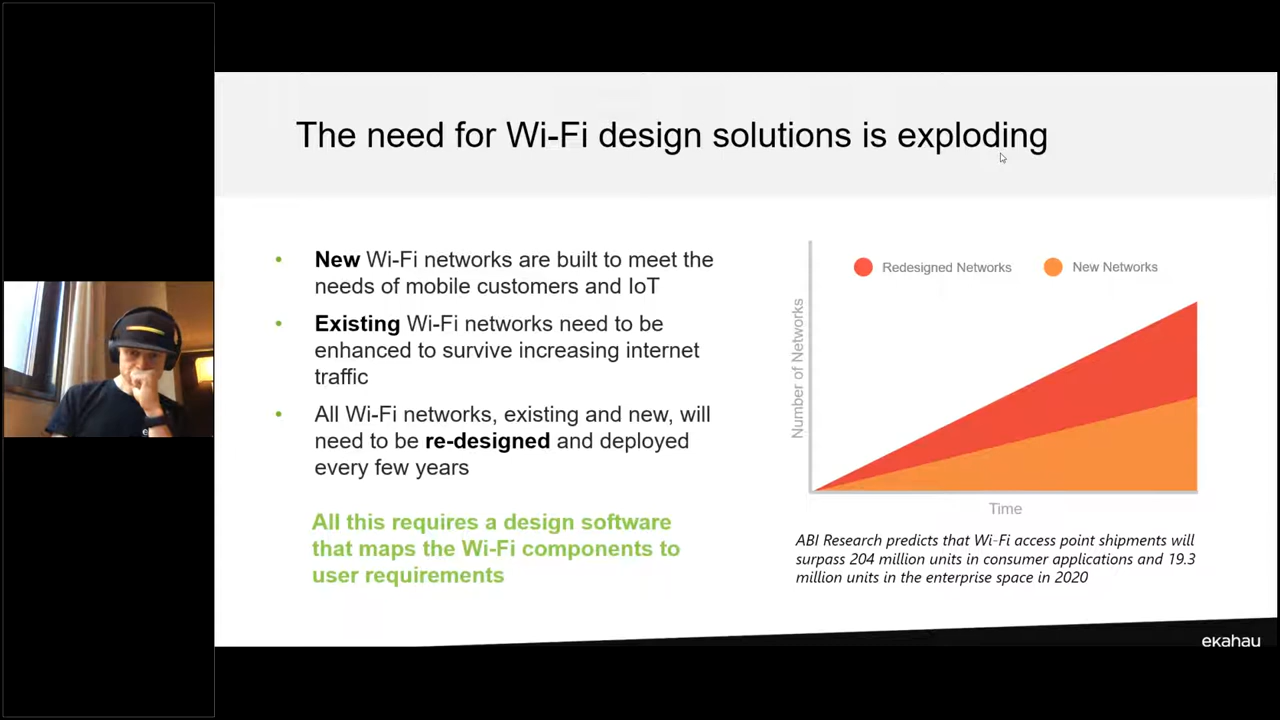 The need for Wi-Fi design solutions is exploding
New Wi-Fi networks are built to meet the
needs of mobile customers and IoT
Existing Wi-Fi networks need to be
enhanced to survive increasing internet
traffic
All Wi-Fi networks, existing and new, will
need to be re-designed and deployed
every few years
All this requires a design software
that maps the Wi-Fi components to
user requirements
Redesigned Networks
New Networks
Number of Networks
Time
ABI Research predicts that Wi-Fi access point shipments will
surpass 204 million units in consumer applications and 19.3
million units in the enterprise space in 2020
ekahau